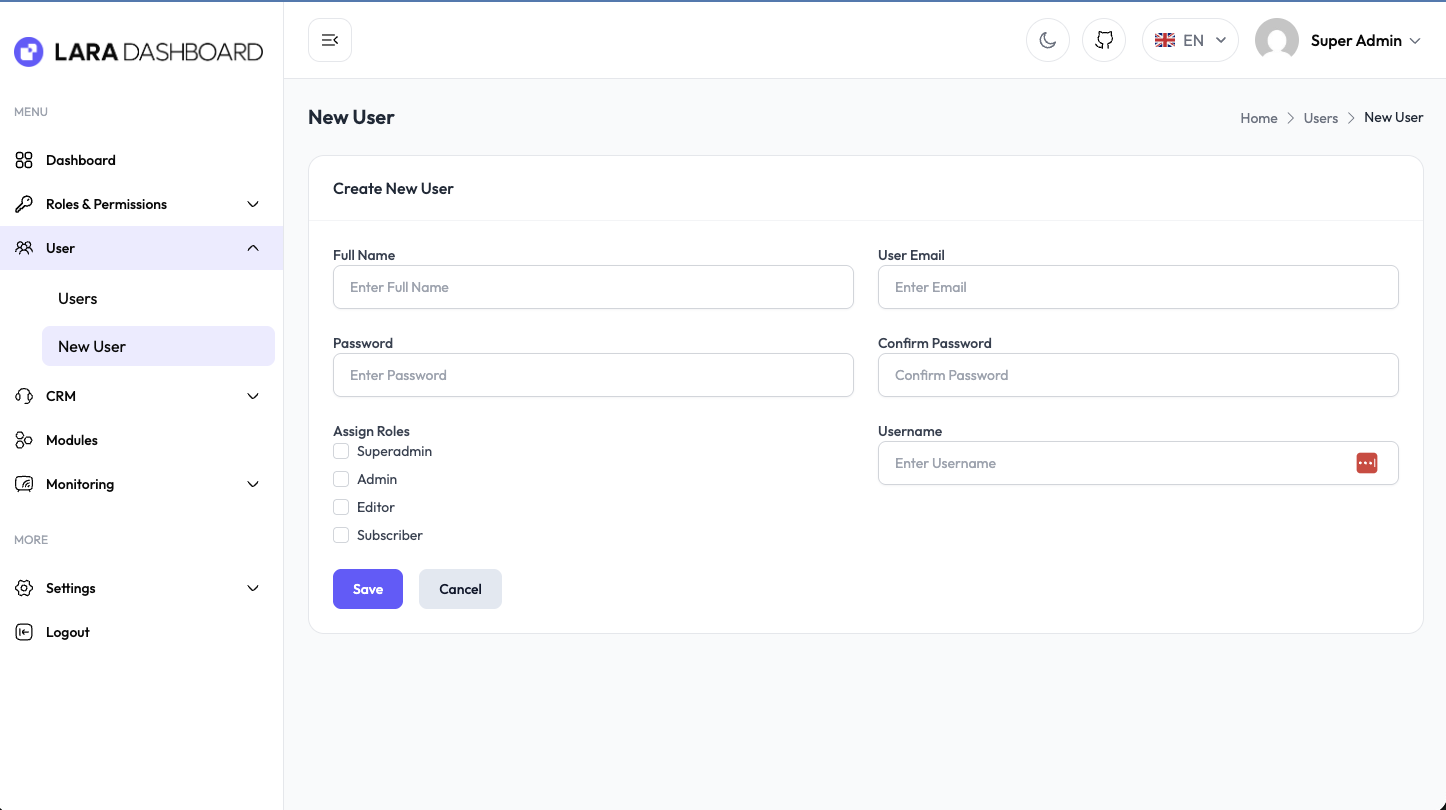 LARA DASHBOARD
EN
Super Admin
MENU
Dashboard
Roles & Permissions
User
Users
New User
CRM
Modules
Monitoring
MORE
Settings
Logout
New User
Home > Users > New User
Create New User
Full Name
Enter Full Name
User Email
Enter Email
Password
Enter Password
Confirm Password
Confirm Password
Assign Roles
Superadmin
Admin
Editor
Subscriber
Username
Enter Username
Save
Cancel